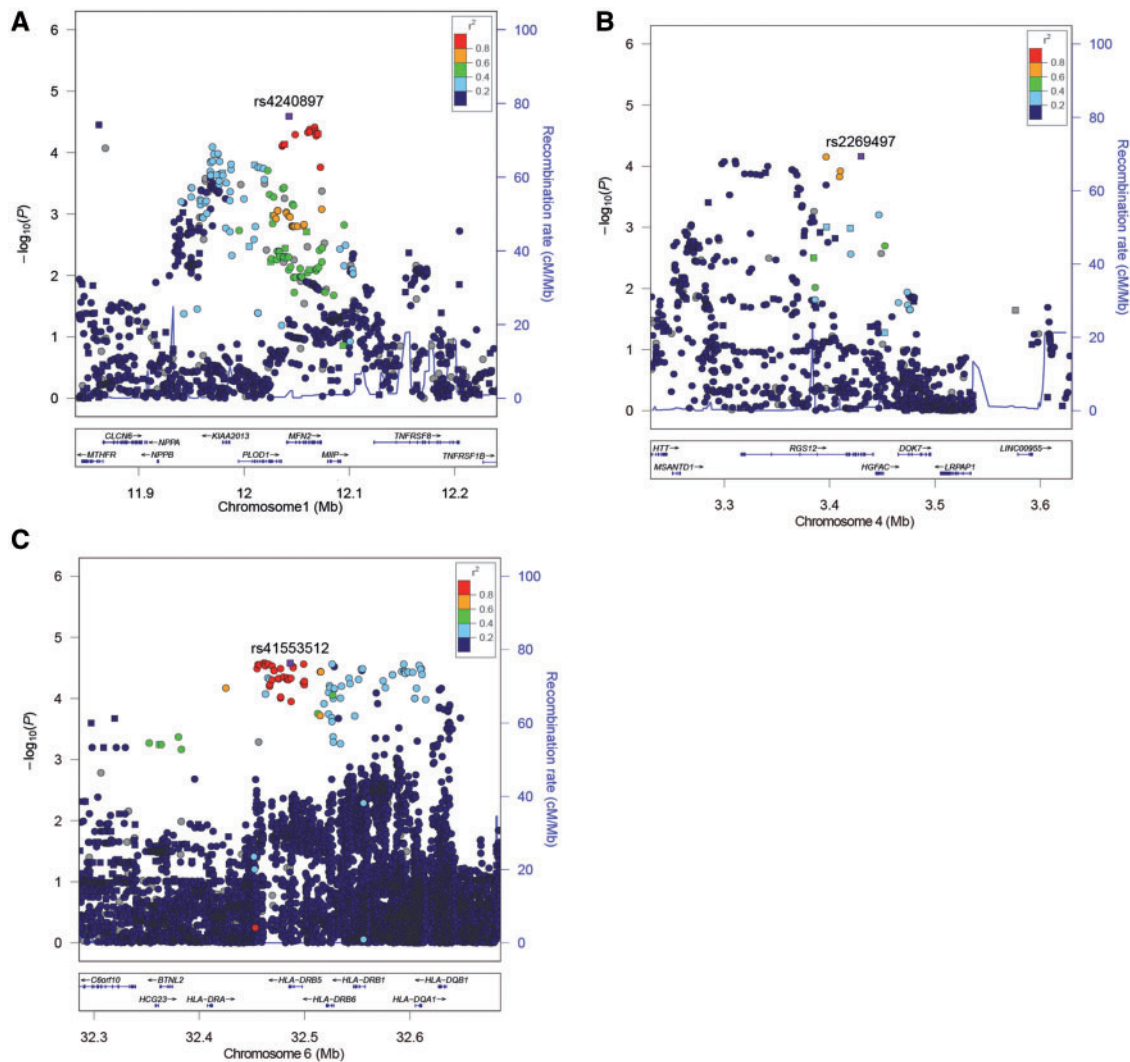 A
rs4240897
r²
0.8
0.6
0.4
0.2
6
5
4
3
2
1
0
−log₁₀(P)
100
80
60
40
20
0
Recombination rate (cM/Mb)
CLCN6→ ←NPPA ←KIAA2013 MFN2→ TNFRSF8→
←MTHFR ←NPPB PLOD1→ MIIP→ TNFRSF1B→
11.9 12 12.1 12.2
Chromosome1 (Mb)
B
rs2269497
r²
0.8
0.6
0.4
0.2
6
5
4
3
2
1
0
−log₁₀(P)
100
80
60
40
20
0
Recombination rate (cM/Mb)
HTT→ RGS12→ DOK7→ LINC00955→
MSANTD1→ HGFAC→ ←LRPAP1
3.3 3.4 3.5 3.6
Chromosome 4 (Mb)
C
rs41553512
r²
0.8
0.6
0.4
0.2
6
5
4
3
2
1
0
−log₁₀(P)
100
80
60
40
20
0
Recombination rate (cM/Mb)
←C6orf10 ←BTNL2 ←HLA-DRB5 ←HLA-DRB1 ←HLA-DQB1
HCG23→ HLA-DRA→ ←HLA-DRB6 HLA-DQA1→
32.3 32.4 32.5 32.6
Chromosome 6 (Mb)